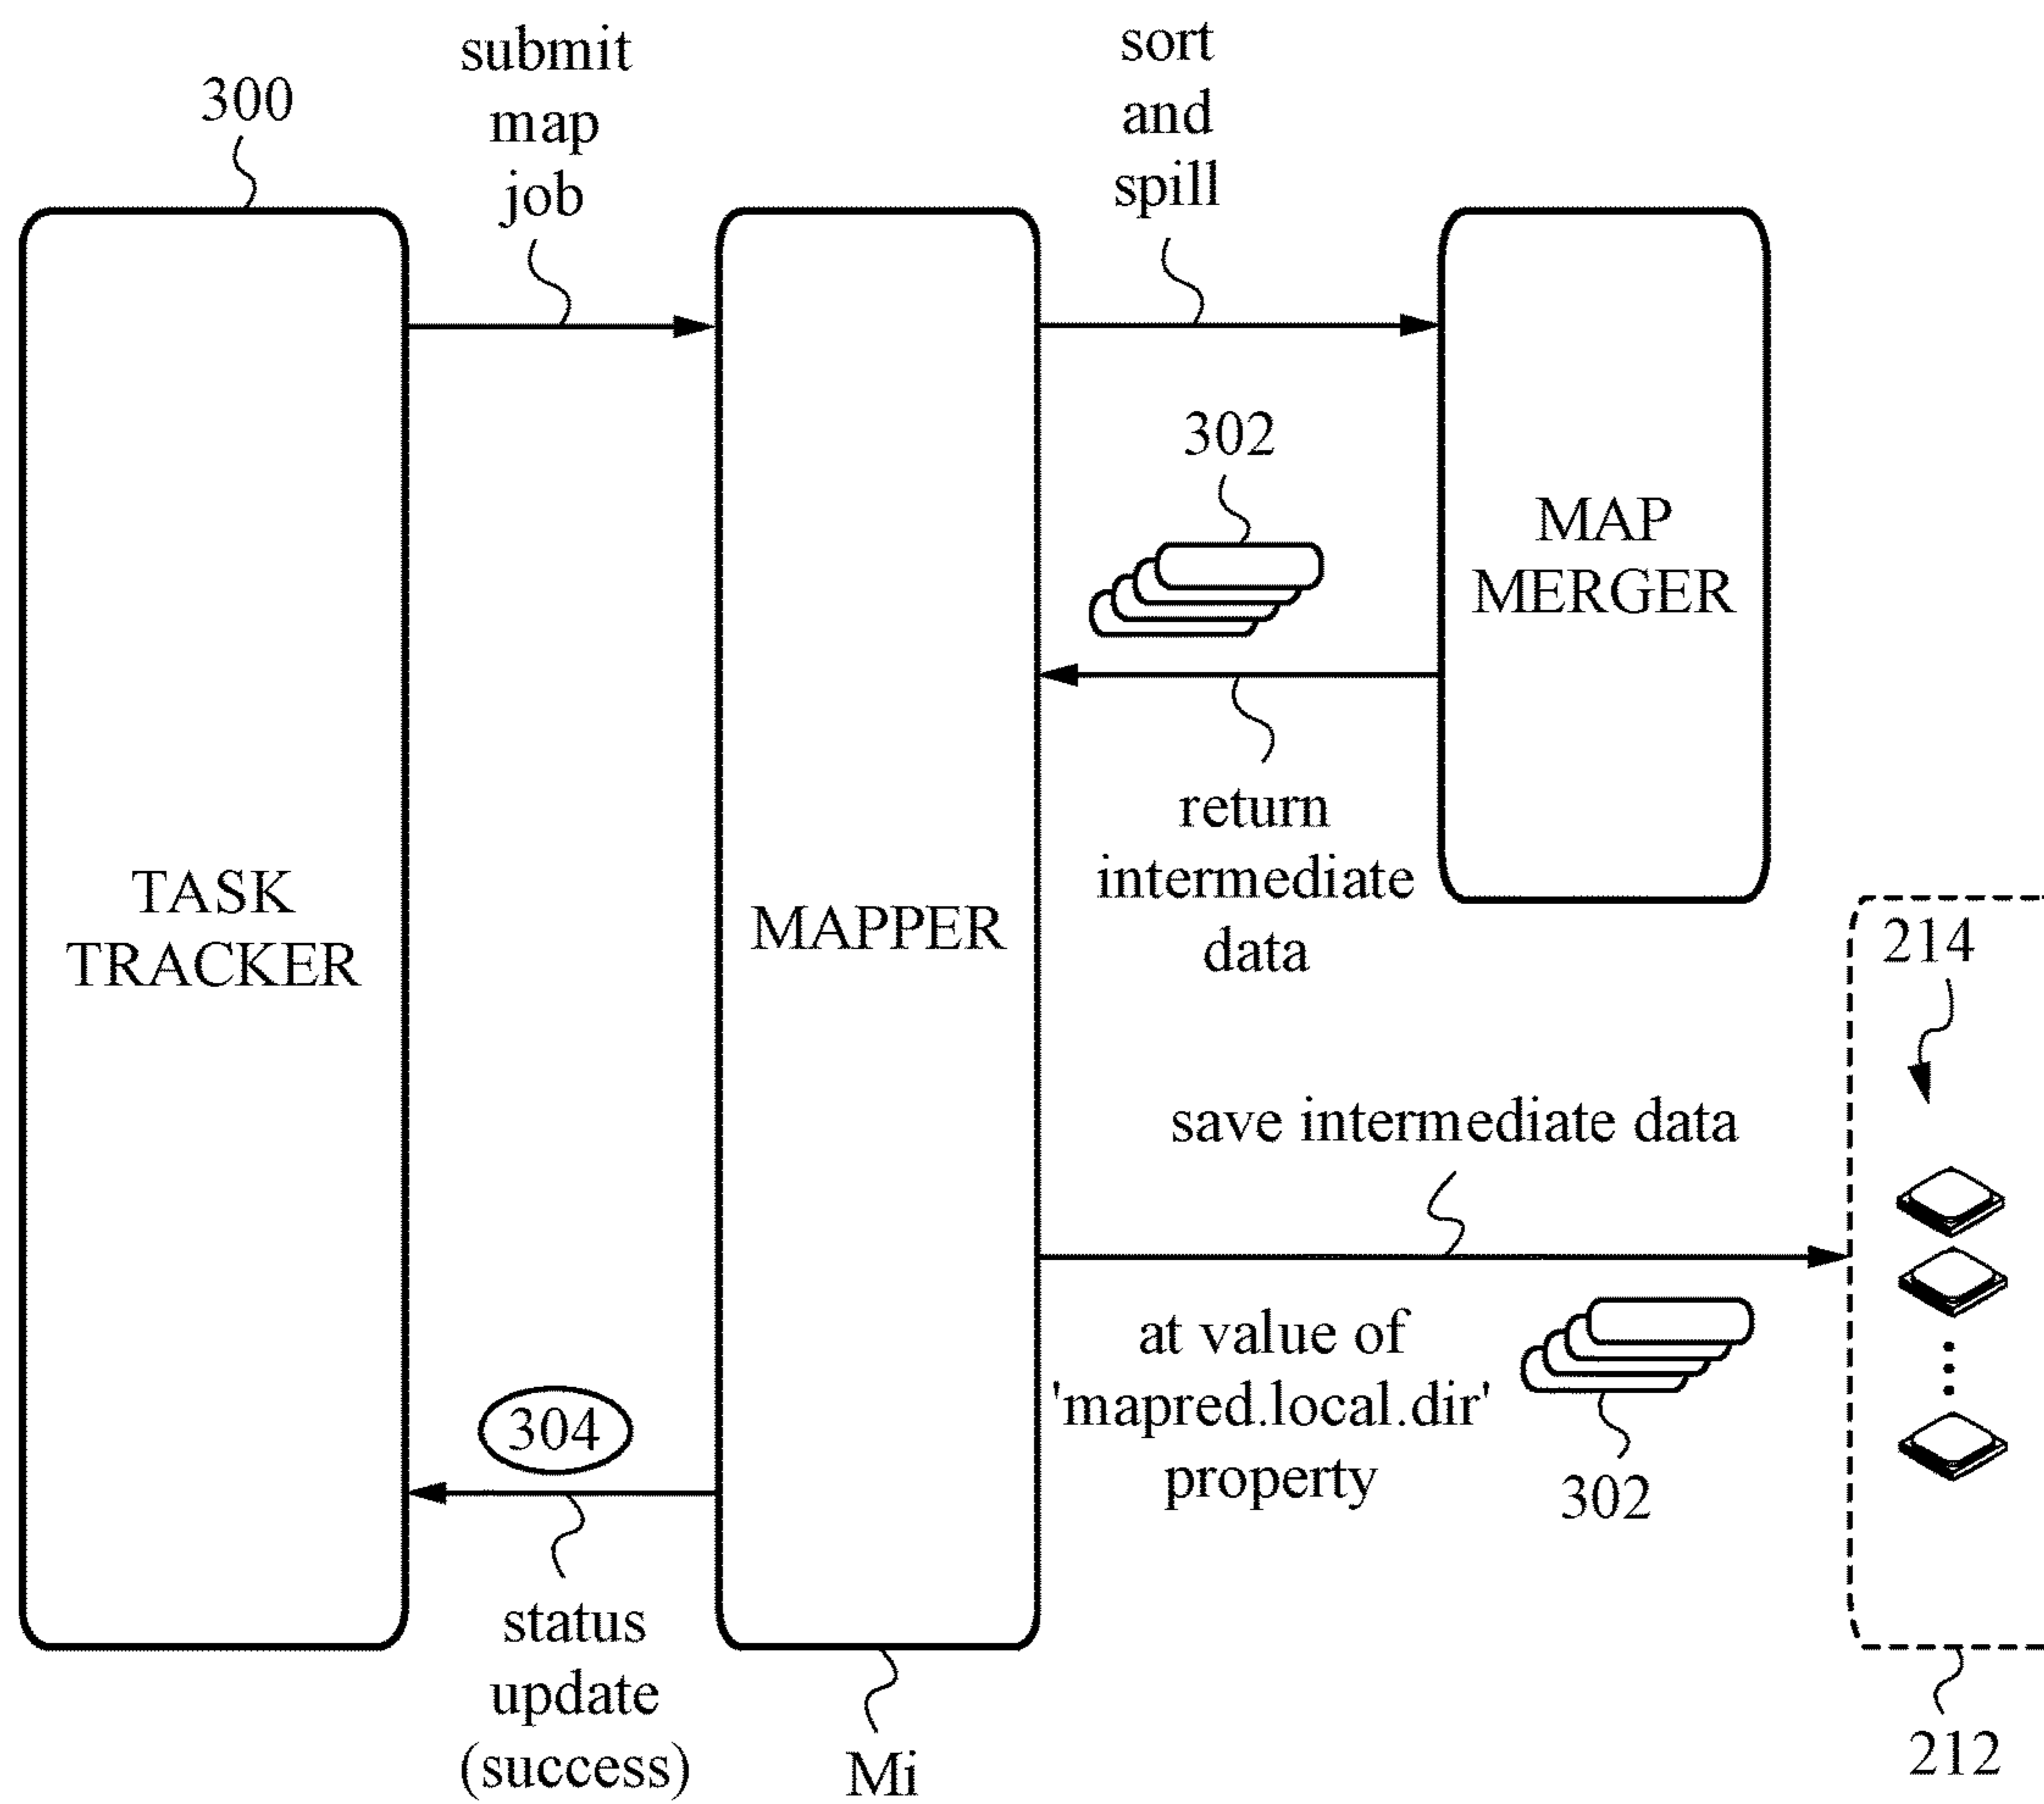 300
submit
map
job
sort
and
spill
302
MAP
MERGER
return
intermediate
data
TASK
TRACKER
MAPPER
214
save intermediate data
at value of
'mapred.local.dir'
property
302
304
status
update
(success)
Mi
212